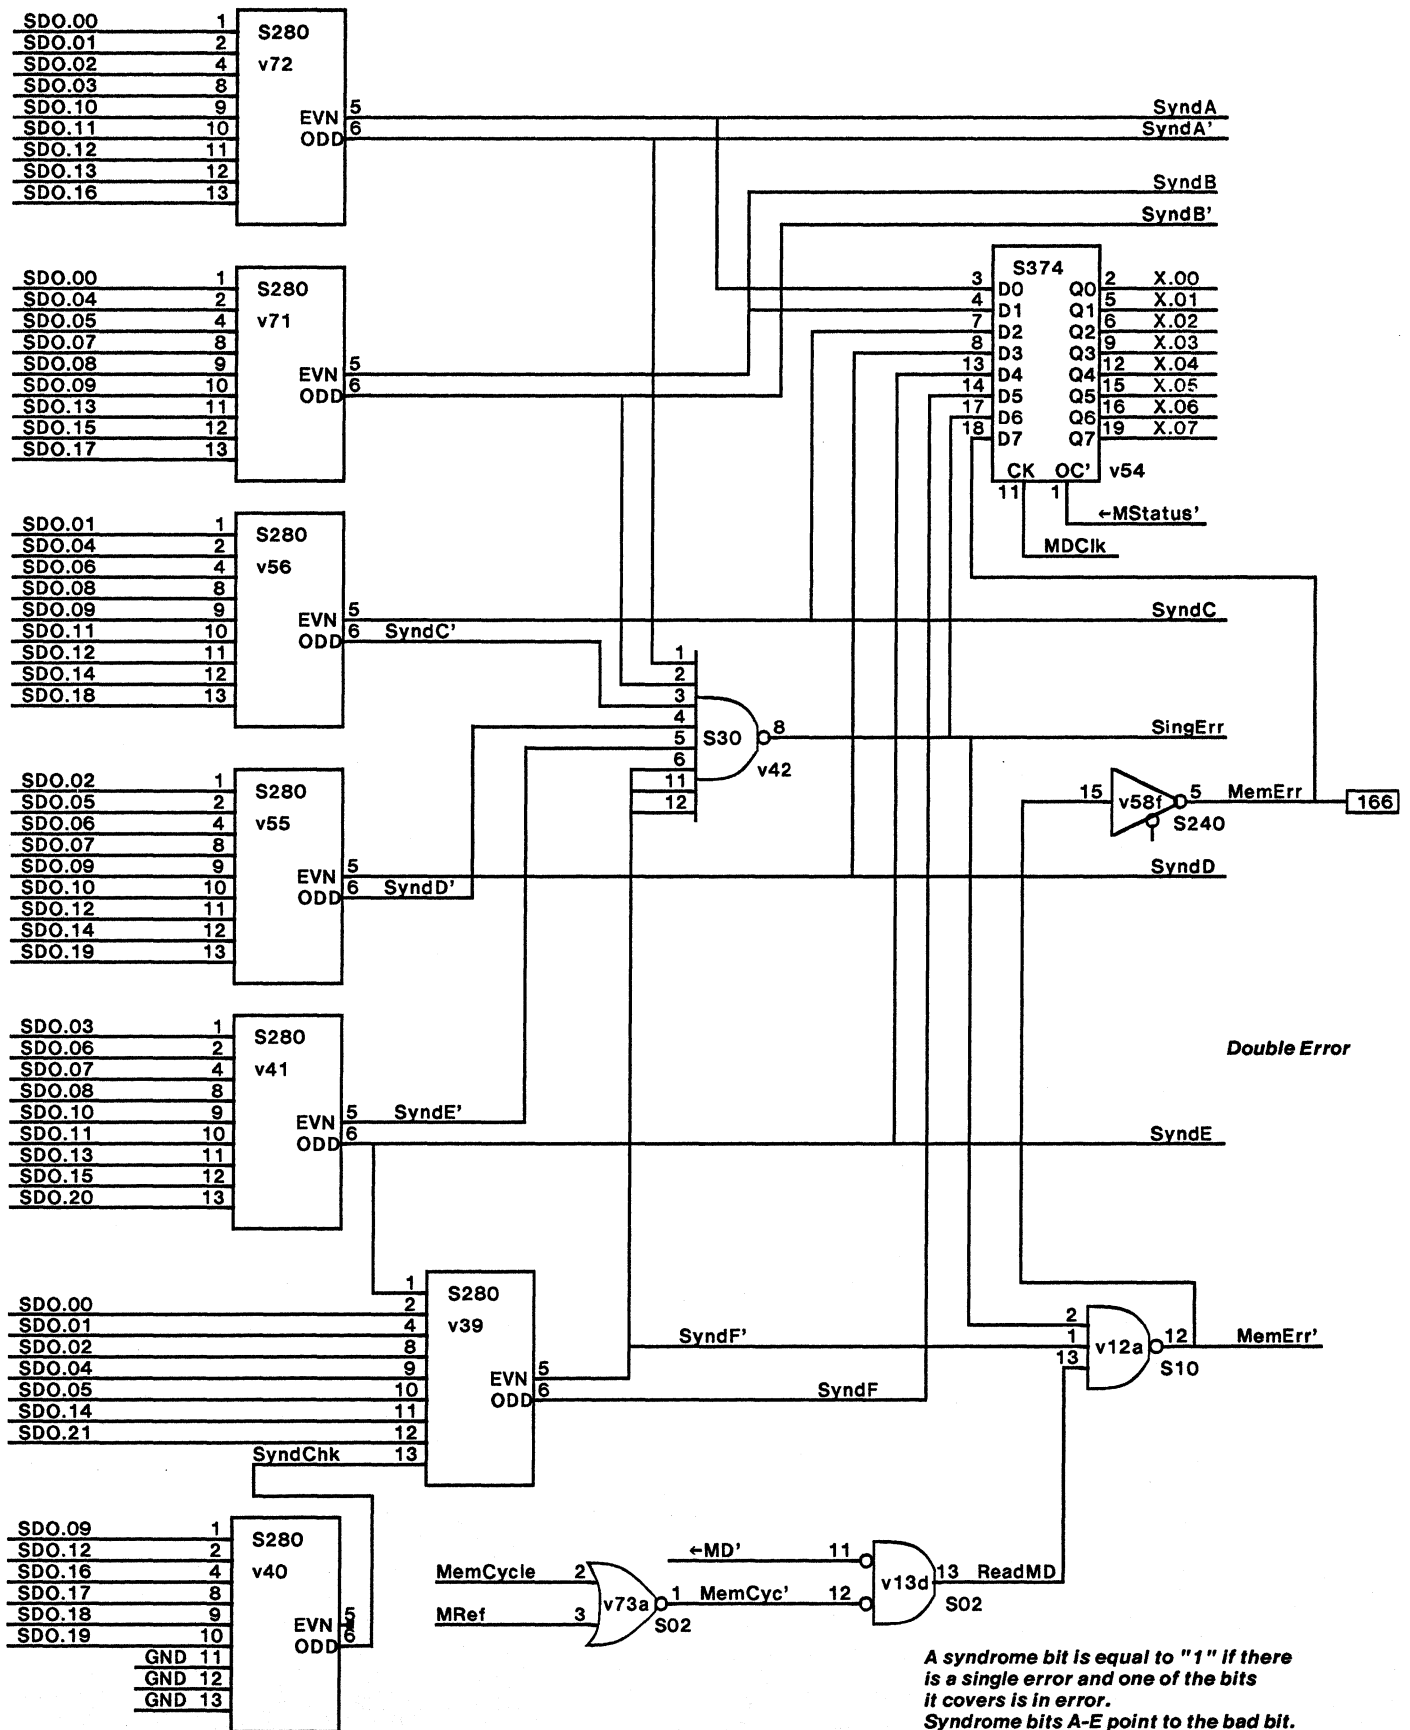 SDO.00 1
SDO.01 2
SDO.02 4
SDO.03 8
SDO.10 9
SDO.11 10
SDO.12 11
SDO.13 12
SDO.16 13
S280
v72
EVN 5
ODD 6
SyndA
SyndA'
SyndB
SyndB'
SDO.00 1
SDO.04 2
SDO.05 4
SDO.07 8
SDO.08 9
SDO.09 10
SDO.13 11
SDO.15 12
SDO.17 13
S280
v71
EVN 5
ODD 6
S374
3 D0 Q0 2 X.00
4 D1 Q1 5 X.01
7 D2 Q2 6 X.02
8 D3 Q3 9 X.03
13 D4 Q4 12 X.04
14 D5 Q5 15 X.05
17 D6 Q6 16 X.06
18 D7 Q7 19 X.07
CK OC' v54
11 1
←MStatus'
MDClk
SDO.01 1
SDO.04 2
SDO.06 4
SDO.08 8
SDO.09 9
SDO.11 10
SDO.12 11
SDO.14 12
SDO.18 13
S280
v56
EVN 5
ODD 6 SyndC'
SyndC
1
2
3
4
5
6
11
12
S30
8
v42
SingErr
15 v58f 5 MemErr 166
S240
SDO.02 1
SDO.05 2
SDO.06 4
SDO.07 8
SDO.09 9
SDO.10 10
SDO.12 11
SDO.14 12
SDO.19 13
S280
v55
EVN 5
ODD 6 SyndD'
SyndD
SDO.03 1
SDO.06 2
SDO.07 4
SDO.08 8
SDO.10 9
SDO.11 10
SDO.13 11
SDO.15 12
SDO.20 13
S280
v41
EVN 5 SyndE'
ODD 6
SyndE
Double Error
1
SDO.00 2
SDO.01 4
SDO.02 8
SDO.04 9
SDO.05 10
SDO.14 11
SDO.21 12
SyndChk 13
S280
v39
EVN 5
ODD 6
SyndF'
SyndF
2
1
13
v12a 12 MemErr'
S10
SDO.09 1
SDO.12 2
SDO.16 4
SDO.17 8
SDO.18 9
SDO.19 10
GND 11
GND 12
GND 13
S280
v40
EVN 5
ODD 6
MemCycle 2
MRef 3
v73a 1 MemCyc'
S02
←MD' 11
12
v13d 13 ReadMD
S02
A syndrome bit is equal to "1" if there
is a single error and one of the bits
it covers is in error.
Syndrome bits A-E point to the bad bit.